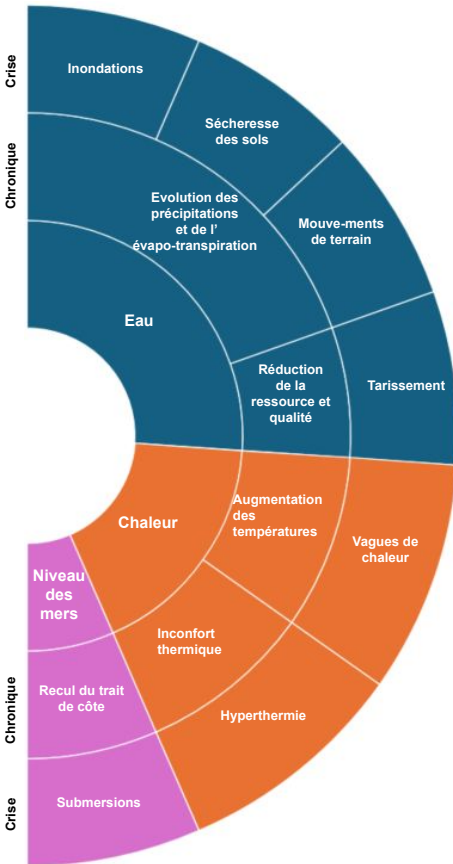 Crise
Inondations
Sécheresse
des sols
Chronique
Evolution des
précipitations
et de l'
évapo-transpiration
Mouve-ments
de terrain
Eau
Réduction
de la
ressource et
qualité
Tarissement
Chaleur
Augmentation
des
températures
Vagues de
chaleur
Niveau
des
mers
Inconfort
thermique
Chronique
Recul du trait
de côte
Hyperthermie
Crise
Submersions